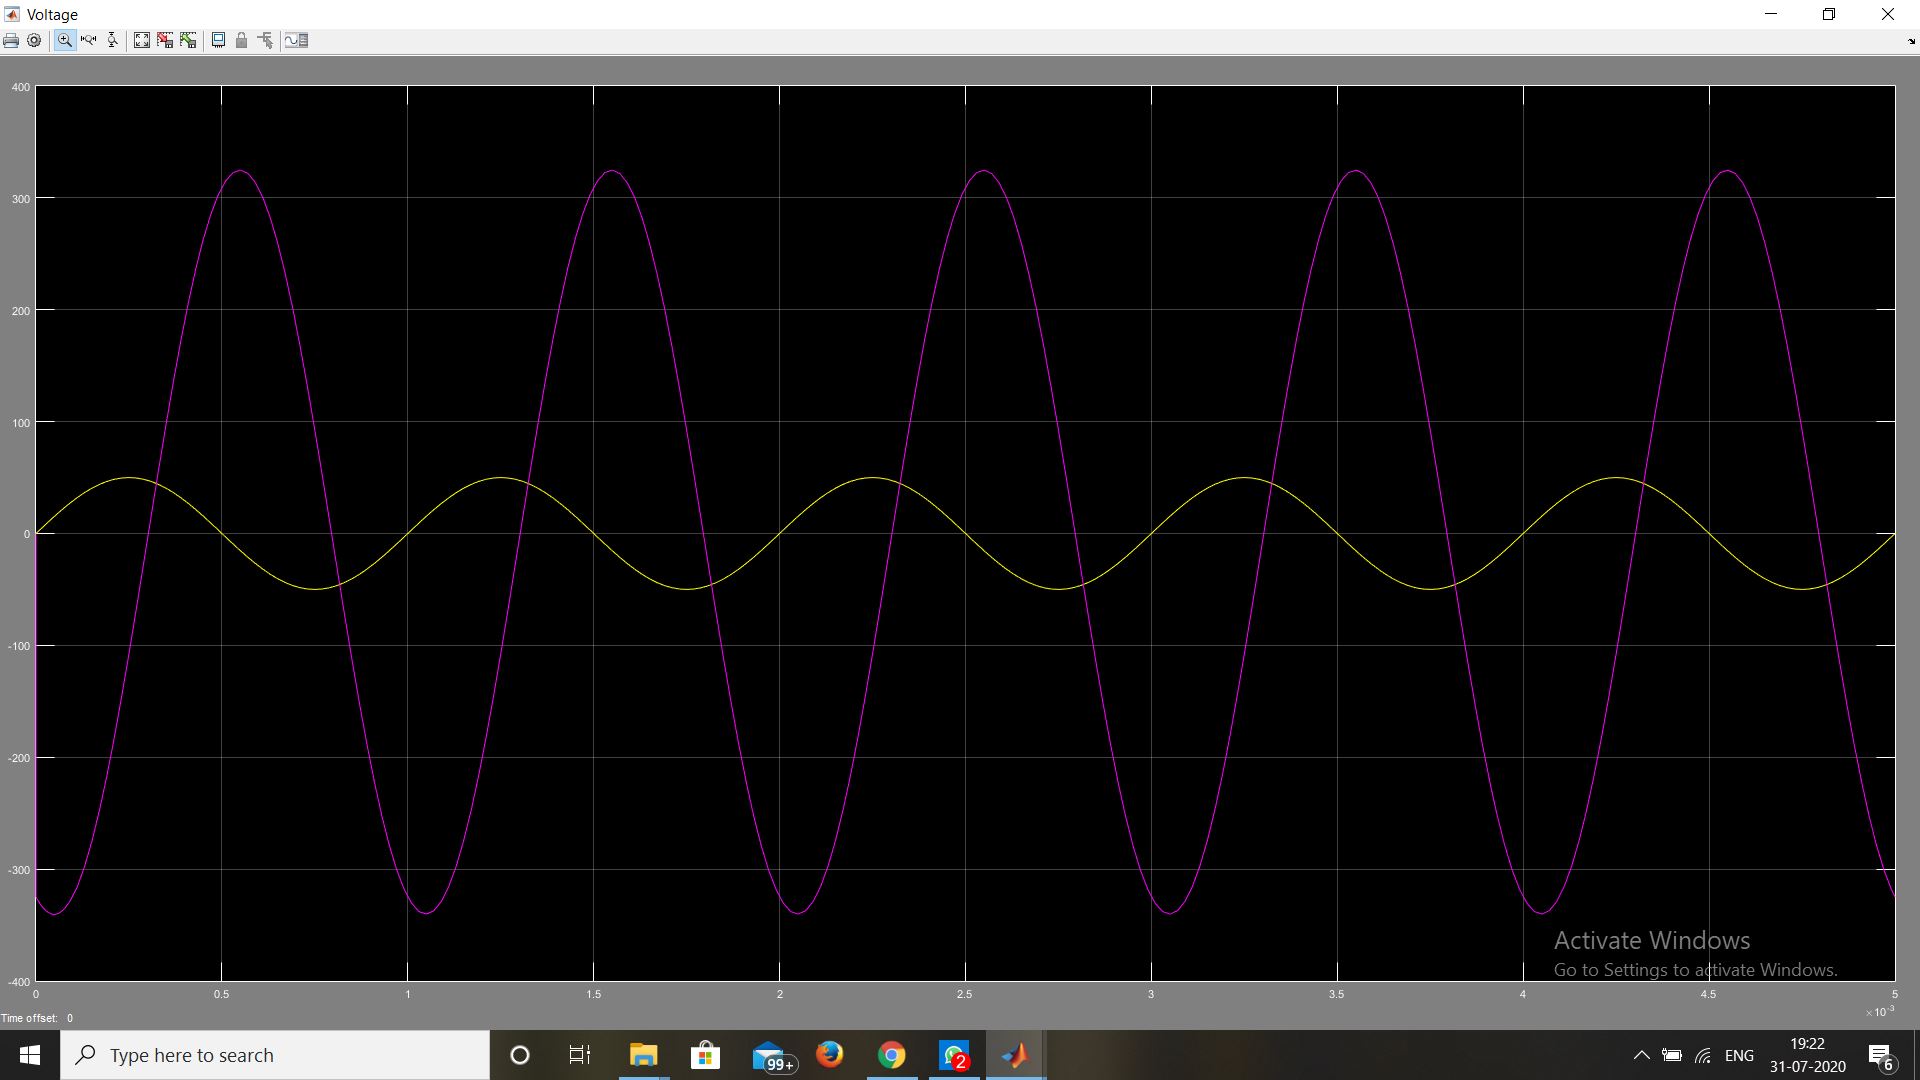 Voltage
400
300
200
100
0
-100
-200
-300
-400
0 0.5 1 1.5 2 2.5 3 3.5 4 4.5 5
×10⁻³
Time offset: 0
Activate Windows
Go to Settings to activate Windows.
Type here to search
99+
2
ENG
19:22
31-07-2020
6